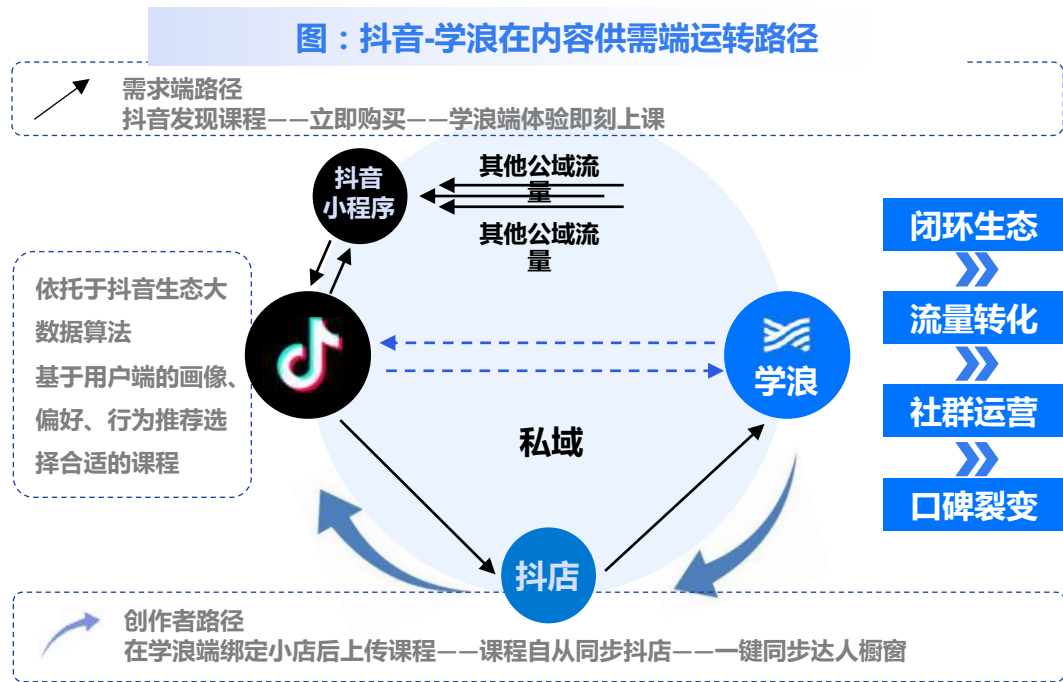 图：抖音-学浪在内容供需端运转路径
需求端路径
抖音发现课程——立即购买——学浪端体验即刻上课
抖音
小程序
其他公域流
量
其他公域流
量
依托于抖音生态大
数据算法
基于用户端的画像、
偏好、行为推荐选
择合适的课程
学浪
私域
抖店
闭环生态
流量转化
社群运营
口碑裂变
创作者路径
在学浪端绑定小店后上传课程——课程自从同步抖店——一键同步达人橱窗